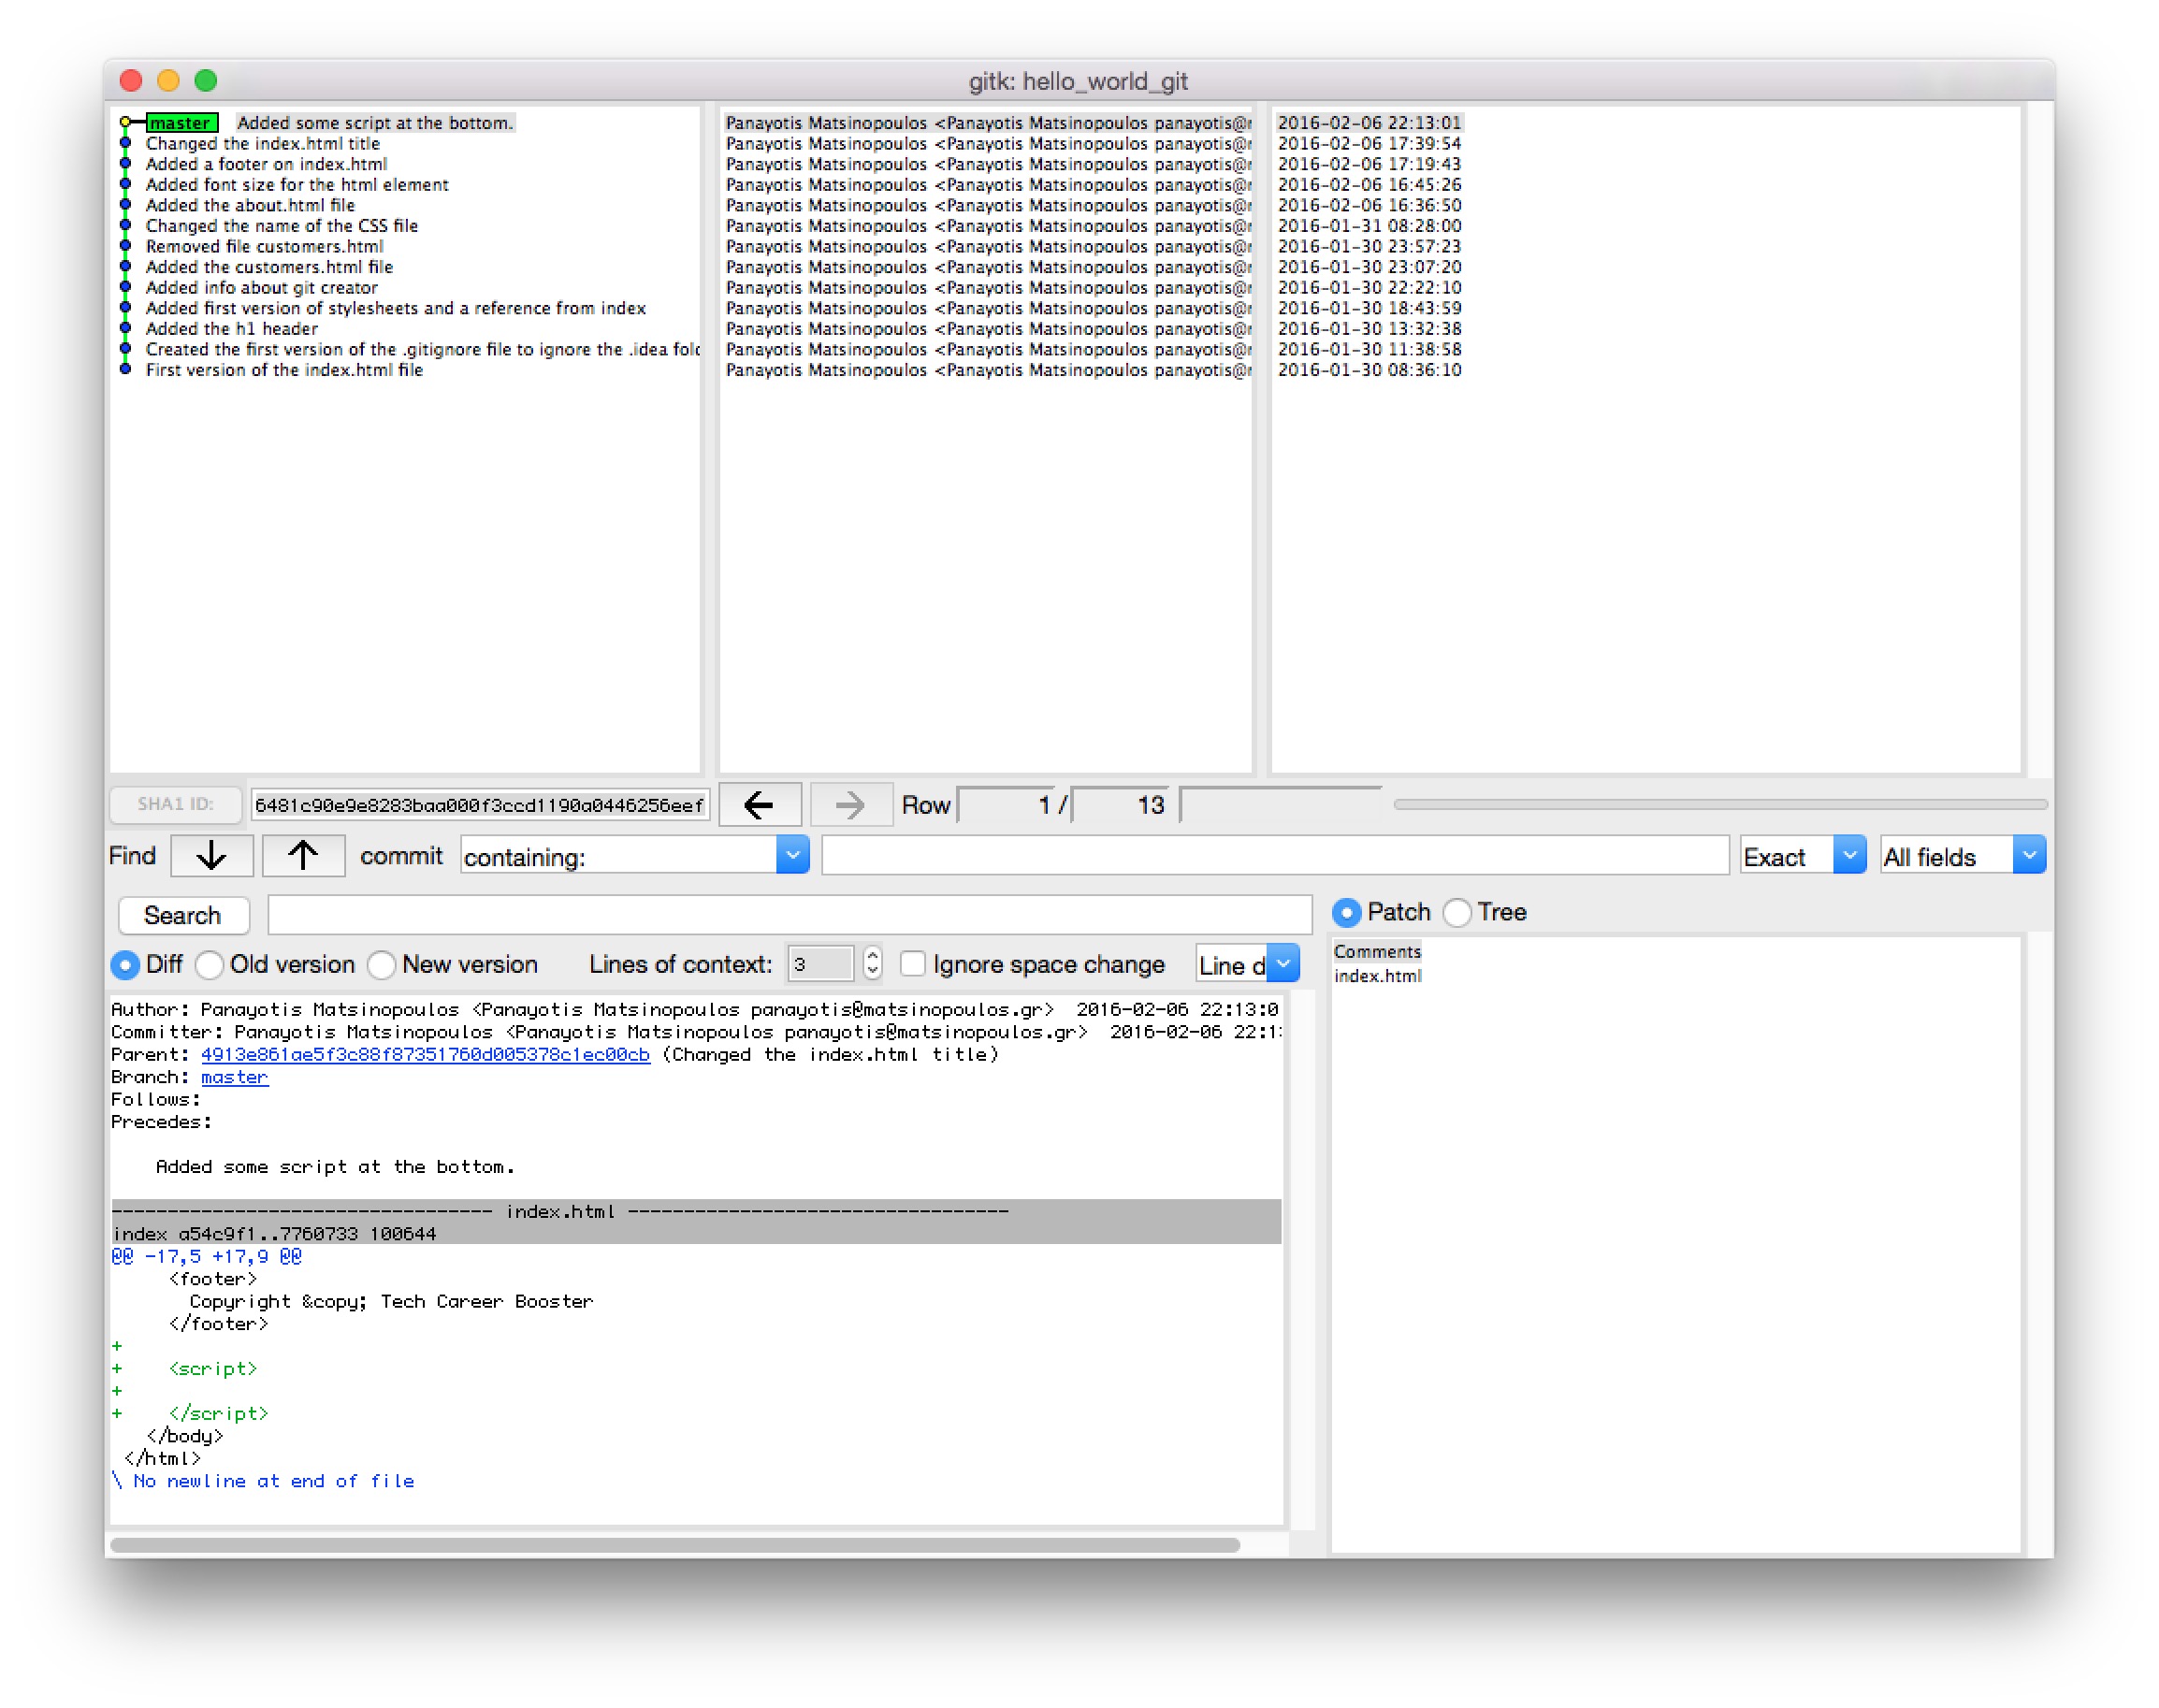 gitk: hello_world_git
master Added some script at the bottom.
Changed the index.html title
Added a footer on index.html
Added font size for the html element
Added the about.html file
Changed the name of the CSS file
Removed file customers.html
Added the customers.html file
Added info about git creator
Added first version of stylesheets and a reference from index
Added the h1 header
Created the first version of the .gitignore file to ignore the .idea fol
First version of the index.html file
Panayotis Matsinopoulos <Panayotis Matsinopoulos panayotis@
Panayotis Matsinopoulos <Panayotis Matsinopoulos panayotis@
Panayotis Matsinopoulos <Panayotis Matsinopoulos panayotis@
Panayotis Matsinopoulos <Panayotis Matsinopoulos panayotis@
Panayotis Matsinopoulos <Panayotis Matsinopoulos panayotis@
Panayotis Matsinopoulos <Panayotis Matsinopoulos panayotis@
Panayotis Matsinopoulos <Panayotis Matsinopoulos panayotis@
Panayotis Matsinopoulos <Panayotis Matsinopoulos panayotis@
Panayotis Matsinopoulos <Panayotis Matsinopoulos panayotis@
Panayotis Matsinopoulos <Panayotis Matsinopoulos panayotis@
Panayotis Matsinopoulos <Panayotis Matsinopoulos panayotis@
Panayotis Matsinopoulos <Panayotis Matsinopoulos panayotis@
Panayotis Matsinopoulos <Panayotis Matsinopoulos panayotis@
2016-02-06 22:13:01
2016-02-06 17:39:54
2016-02-06 17:19:43
2016-02-06 16:45:26
2016-02-06 16:36:50
2016-01-31 08:28:00
2016-01-30 23:57:23
2016-01-30 23:07:20
2016-01-30 22:22:10
2016-01-30 18:43:59
2016-01-30 13:32:38
2016-01-30 11:38:58
2016-01-30 08:36:10
SHA1 ID: 6481c90e9e8283baa000f3ccd1190a0446256eef ← → Row 1 / 13
Find ↓ ↑ commit containing: Exact All fields
Search
Diff Old version New version Lines of context: 3 Ignore space change Line d
Author: Panayotis Matsinopoulos <Panayotis Matsinopoulos panayotis@matsinopoulos.gr> 2016-02-06 22:13:0
Committer: Panayotis Matsinopoulos <Panayotis Matsinopoulos panayotis@matsinopoulos.gr> 2016-02-06 22:1
Parent: 4913e861ae5f3c88f87351760d005378c1ec00cb (Changed the index.html title)
Branch: master
Follows:
Precedes:
Added some script at the bottom.
---------------------------------- index.html ----------------------------------
index a54c9f1..7760733 100644
@@ -17,5 +17,9 @@
<footer>
Copyright &copy; Tech Career Booster
</footer>
+
+ <script>
+
+ </script>
</body>
</html>
\ No newline at end of file
Patch Tree
Comments
index.html